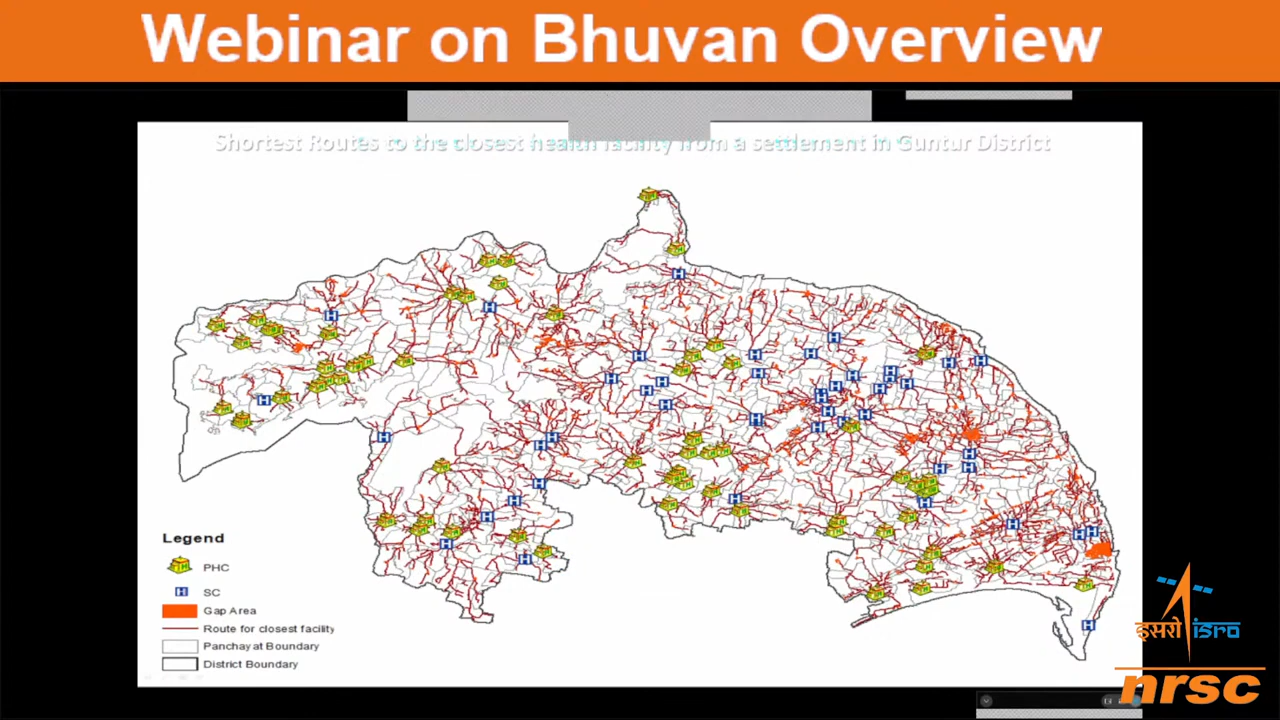 Webinar on Bhuvan Overview
Shortest Routes to the closest health facility from a settlement in Guntur District
Legend
PHC
SC
Gap Area
Route for closest facility
Panchayat Boundary
District Boundary
इसरो isro
nrsc